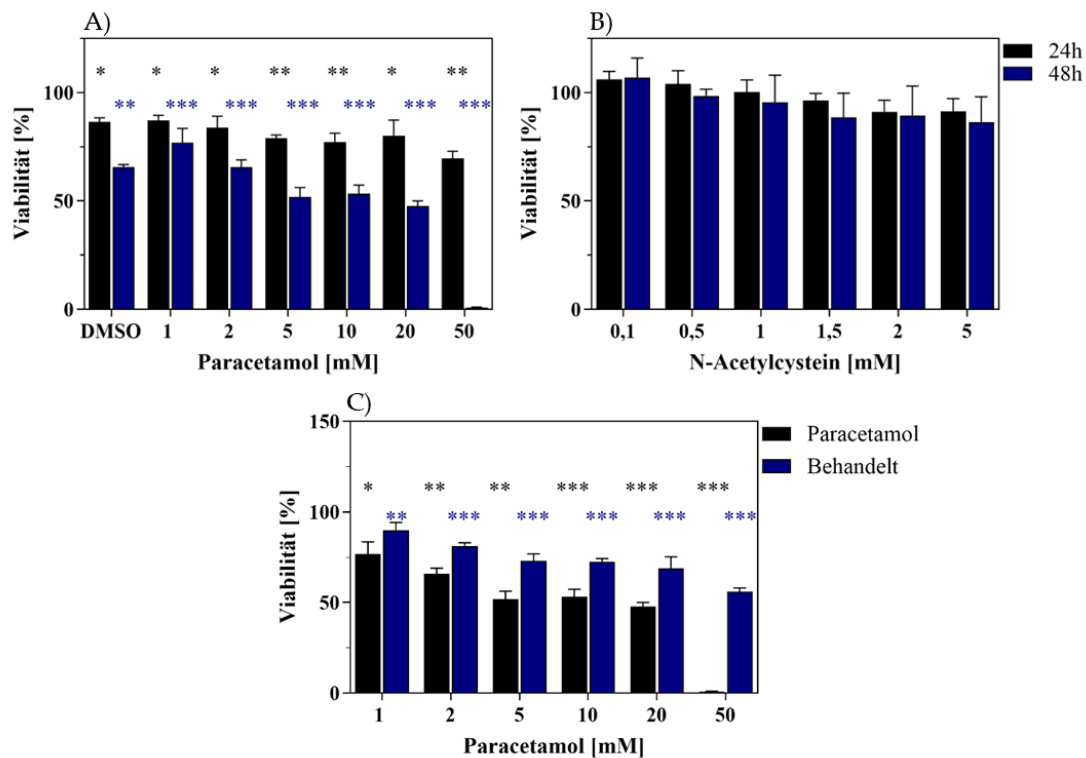 A)
* * * ** ** * **
** *** *** *** *** *** ***
100
50
0
Viabilität [%]
DMSO 1 2 5 10 20 50
Paracetamol [mM]
B)
100
50
0
Viabilität [%]
0,1 0,5 1 1,5 2 5
N-Acetylcystein [mM]
24h
48h
C)
150
100
50
0
Viabilität [%]
* ** ** *** *** ***
** *** *** *** *** ***
1 2 5 10 20 50
Paracetamol [mM]
Paracetamol
Behandelt